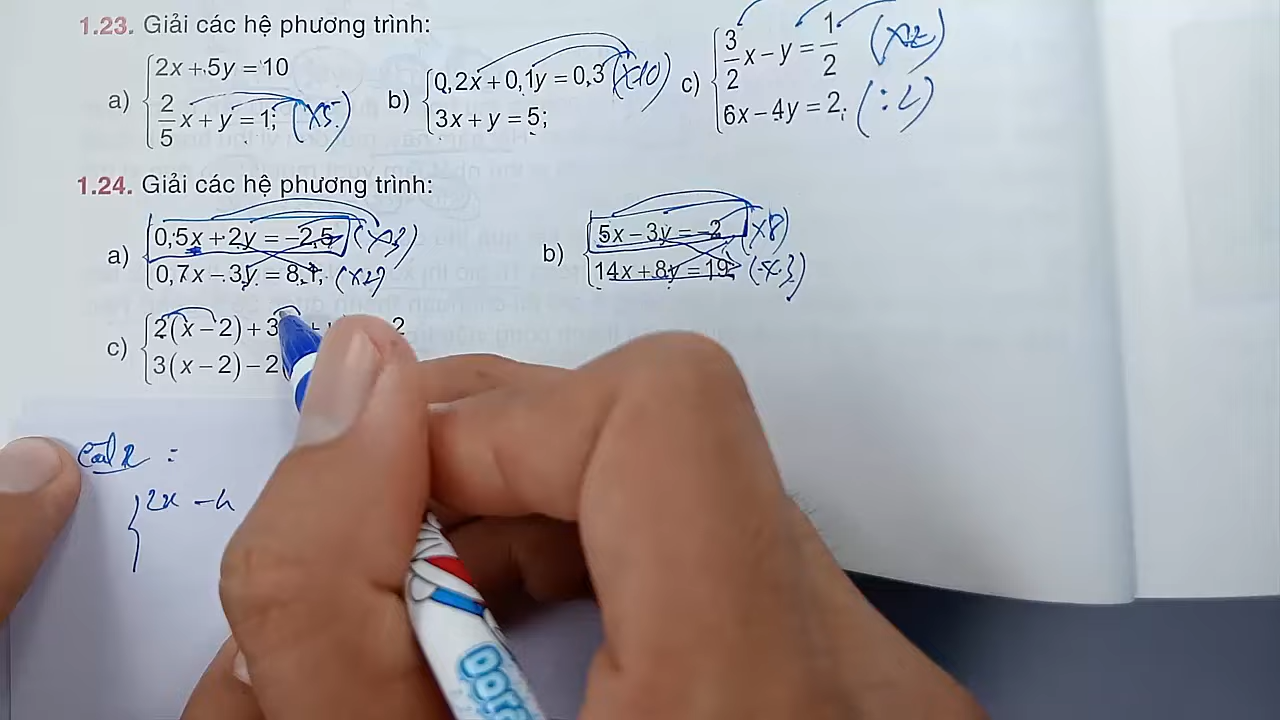 1.23. Giải các hệ phương trình:
a) 2x + 5y = 10
2/5 x + y = 1; (x5)
b) 0,2x + 0,1y = 0,3 (x10)
3x + y = 5;
c) 3/2 x – y = 1/2 (x2)
6x – 4y = 2; (:2)
1.24. Giải các hệ phương trình:
a) 0,5x + 2y = –2,5 (x3)
0,7x – 3y = 8,1; (x2)
b) 5x – 3y = –2 (x8)
14x + 8y = 19; (x3)
c) 2(x – 2) + 3 2
3(x – 2) – 2
:
2x – 4
Dora